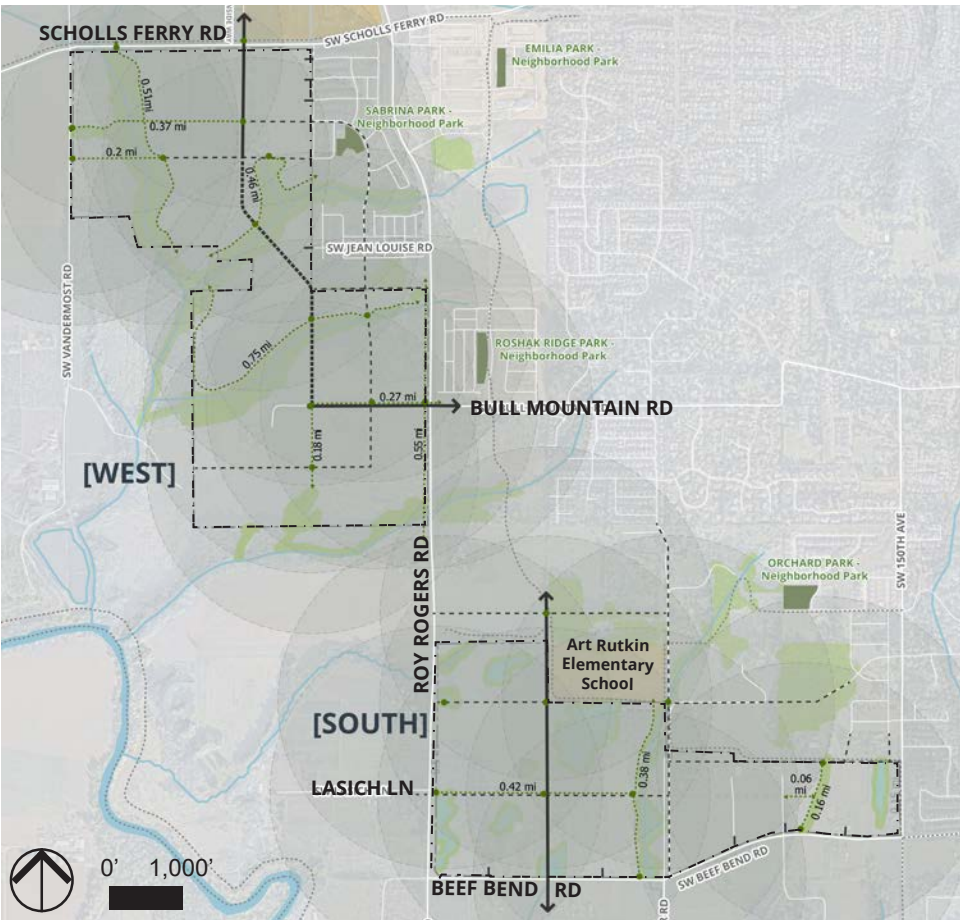 SCHOLLS FERRY RD
SW SCHOLLS FERRY RD
EMILIA PARK -
Neighborhood Park
0.51mi
SABRINA PARK -
Neighborhood Park
0.37 mi
0.2 mi
0.46 mi
SW JEAN LOUISE RD
SW VANDERMOST RD
ROSHAK RIDGE PARK -
Neighborhood Park
0.75 mi
0.27 mi
BULL MOUNTAIN RD
0.18 mi
0.55 mi
[WEST]
ROY ROGERS RD
SW 150TH AVE
ORCHARD PARK -
Neighborhood Park
Art Rutkin
Elementary
School
[SOUTH]
0.38 mi
0.06
mi
0.16 mi
LASICH LN
0.42 mi
0' 1,000'
BEEF BEND RD
SW BEEF BEND RD
RD